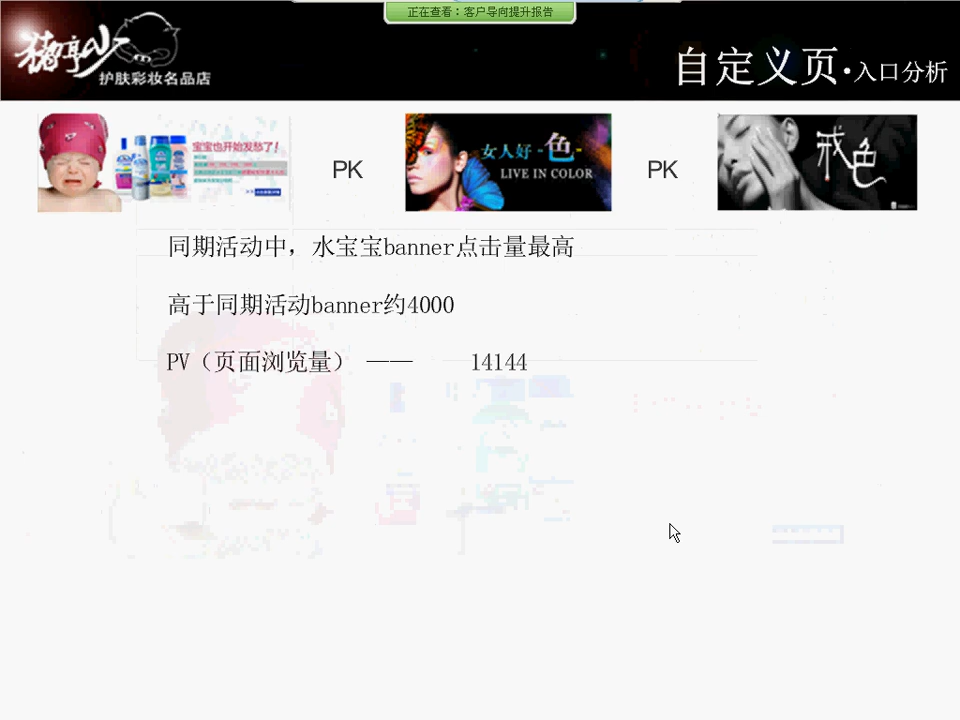 正在查看：客户导向提升报告
护肤彩妆名品店
自定义页·入口分析
宝宝也开始发愁了！
PK
女人好-色-
LIVE IN COLOR
PK
戒色
同期活动中，水宝宝banner点击量最高
高于同期活动banner约4000
PV（页面浏览量） —— 14144